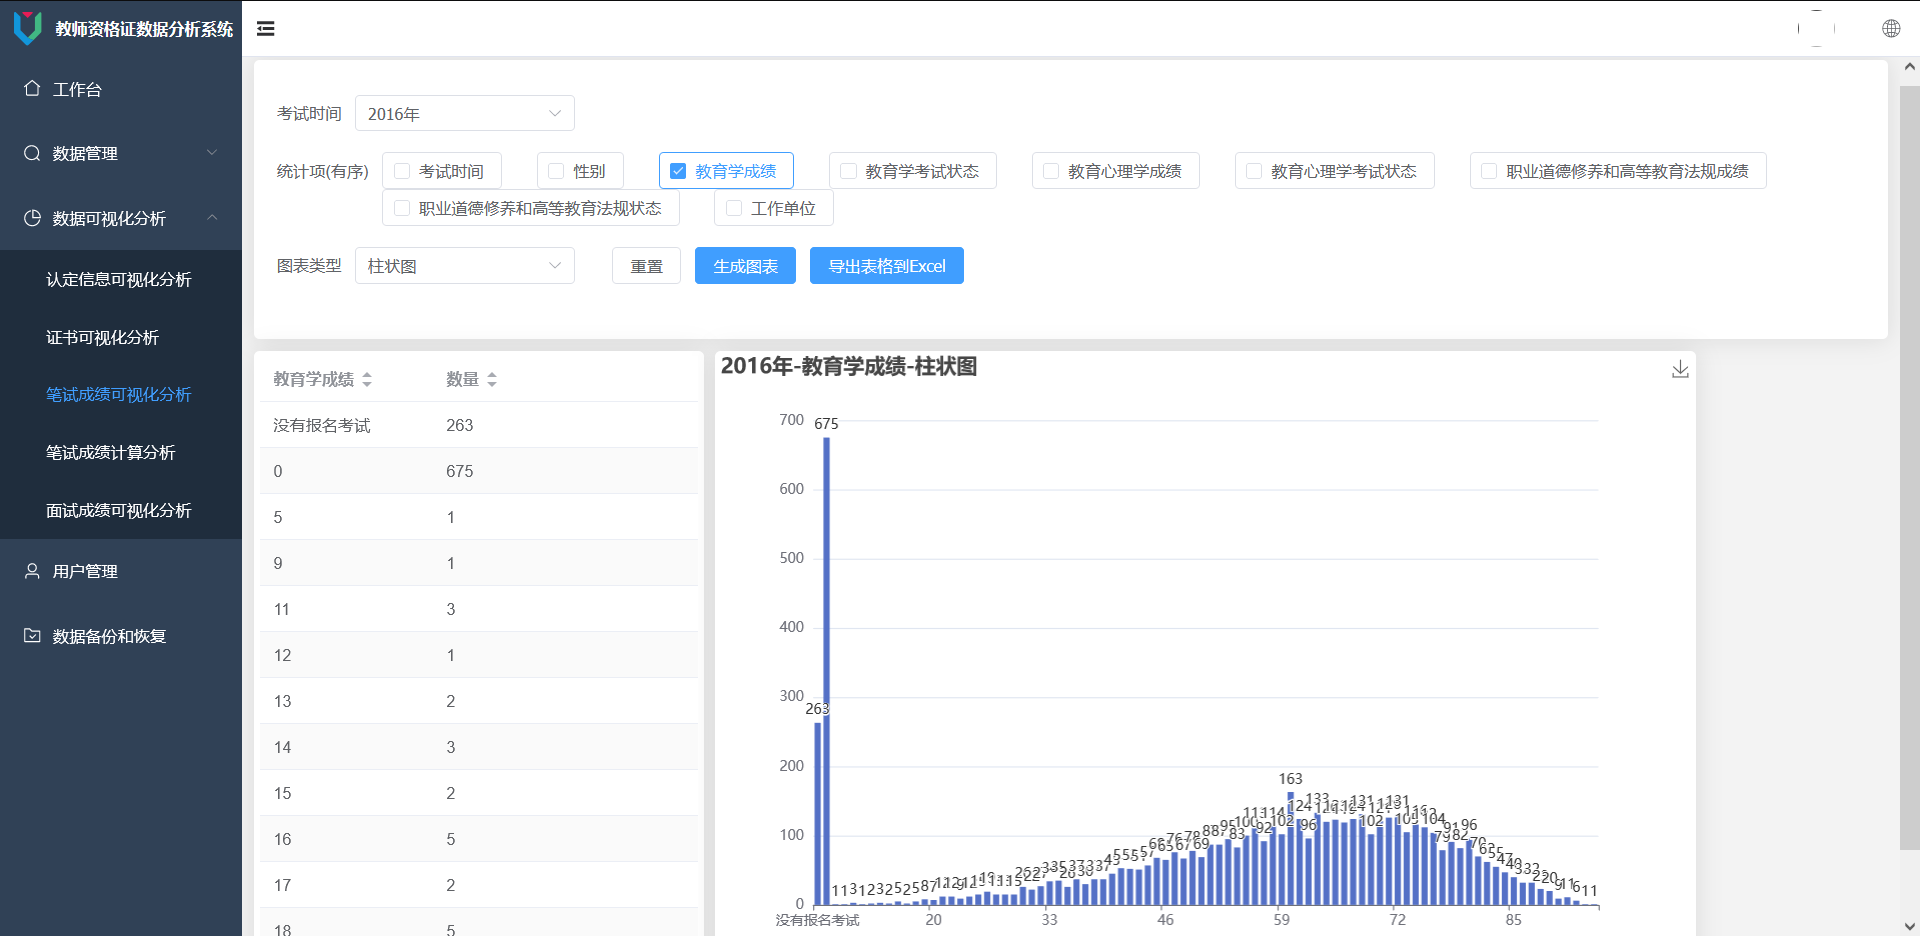 教师资格证数据分析系统
工作台
数据管理
数据可视化分析
认定信息可视化分析
证书可视化分析
笔试成绩可视化分析
笔试成绩计算分析
面试成绩可视化分析
用户管理
数据备份和恢复
考试时间 2016年
统计项(有序) 考试时间 性别 教育学成绩 教育学考试状态 教育心理学成绩 教育心理学考试状态 职业道德修养和高等教育法规成绩
职业道德修养和高等教育法规状态 工作单位
图表类型 柱状图 重置 生成图表 导出表格到Excel
教育学成绩 数量
没有报名考试 263
0 675
5 1
9 1
11 3
12 1
13 2
14 3
15 2
16 5
17 2
18 5
2016年-教育学成绩-柱状图
700
675
600
500
400
300
263
200
163
100
0
没有报名考试 20 33 46 59 72 85